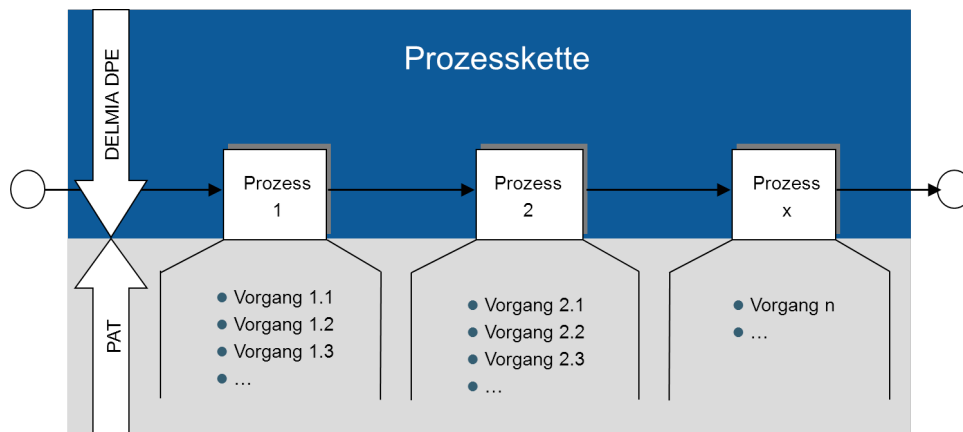 Prozesskette
DELMIA DPE
Prozess
1
Prozess
2
Prozess
x
PAT
Vorgang 1.1
Vorgang 1.2
Vorgang 1.3
…
Vorgang 2.1
Vorgang 2.2
Vorgang 2.3
…
Vorgang n
…